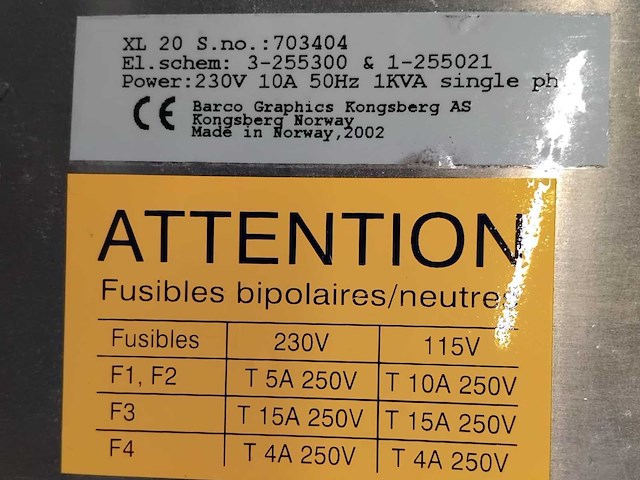 XL 20 S.no.:703404
El.schem: 3-255300 & 1-255021
Power:230V 10A 50Hz 1KVA single ph
CE Barco Graphics Kongsberg AS
Kongsberg Norway
Made in Norway,2002
ATTENTION
Fusibles bipolaires/neutres
Fusibles 230V 115V
F1, F2 T 5A 250V T 10A 250V
F3 T 15A 250V T 15A 250V
F4 T 4A 250V T 4A 250V